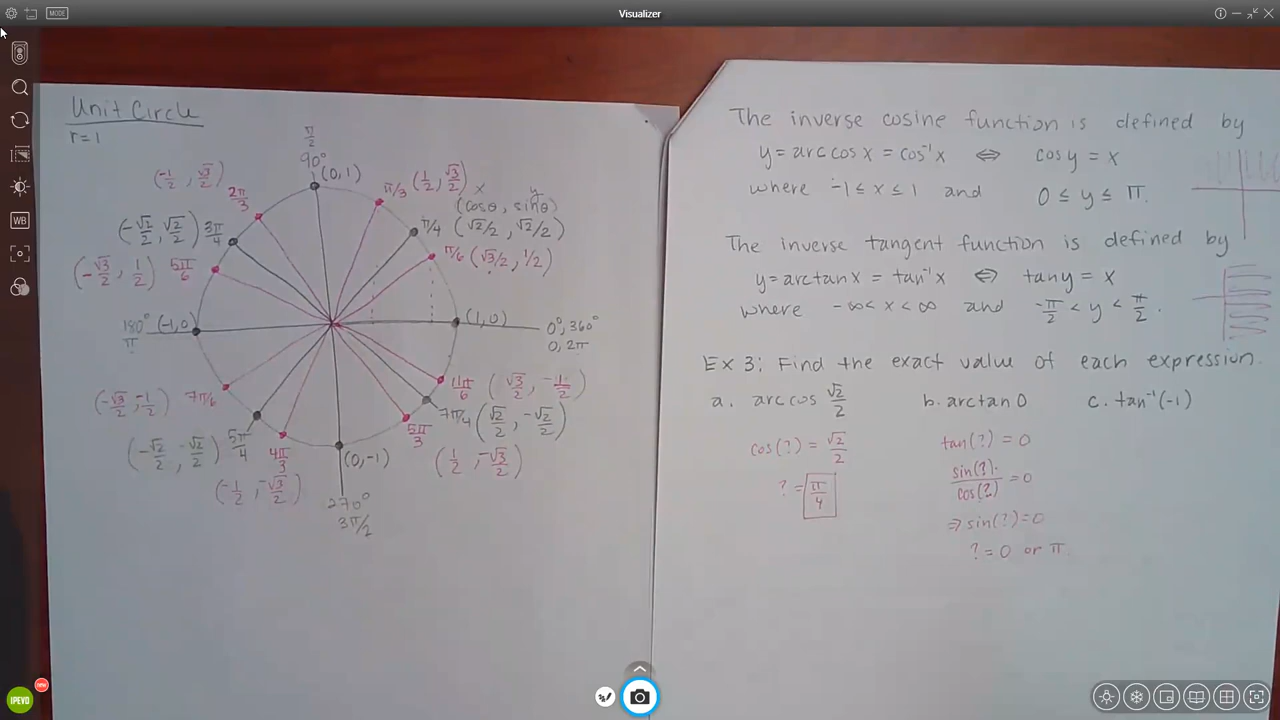 MODE
Visualizer
Unit Circle
r=1
π/2
90°
(0,1)
(-1/2, √3/2)
2π/3
π/3 (1/2, √3/2)
x y
(cosθ, sinθ)
(-√2/2, √2/2) 3π/4
π/4 (√2/2, √2/2)
(-√3/2, 1/2) 5π/6
π/6 (√3/2, 1/2)
180° (-1,0)
π
(1,0)
0°, 360°
0, 2π
(-√3/2, -1/2) 7π/6
11π/6 (√3/2, -1/2)
(-√2/2, -√2/2) 5π/4
7π/4 (√2/2, -√2/2)
(-1/2, -√3/2)
4π/3
5π/3
(1/2, -√3/2)
(0,-1)
270°
3π/2
The inverse cosine function is defined by
y = arccos x = cos⁻¹x ⇔ cos y = x
where -1 ≤ x ≤ 1 and 0 ≤ y ≤ π.
The inverse tangent function is defined by
y = arctan x = tan⁻¹x ⇔ tan y = x
where -∞ < x < ∞ and -π/2 < y < π/2.
Ex 3: Find the exact value of each expression.
a. arccos √2/2 b. arctan 0 c. tan⁻¹(-1)
cos(?) = √2/2
? = π/4
tan(?) = 0
sin(?)/cos(?) = 0
⇒ sin(?) = 0
? = 0 or π
IPEVO